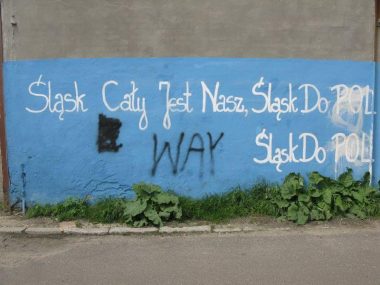 Śląsk Cały Jest Nasz, Śląsk Do POL
WAY
Śląsk Do POL